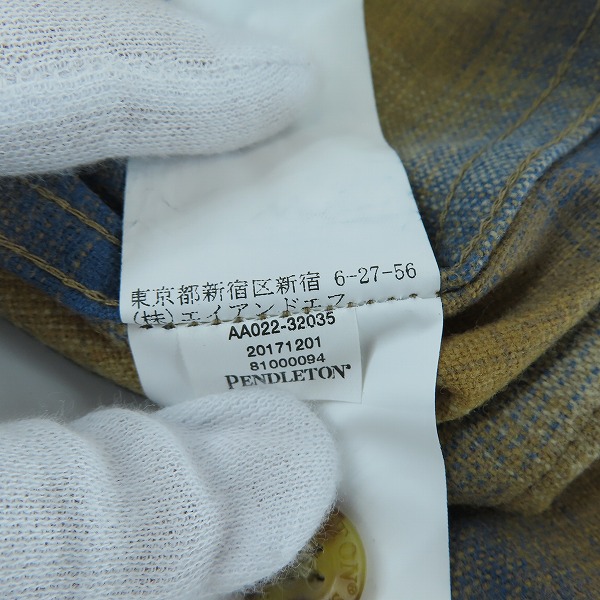 東京都新宿区新宿 6-27-56
(株)エイアンドエフ
AA022-32035
20171201
81000094
PENDLETON®